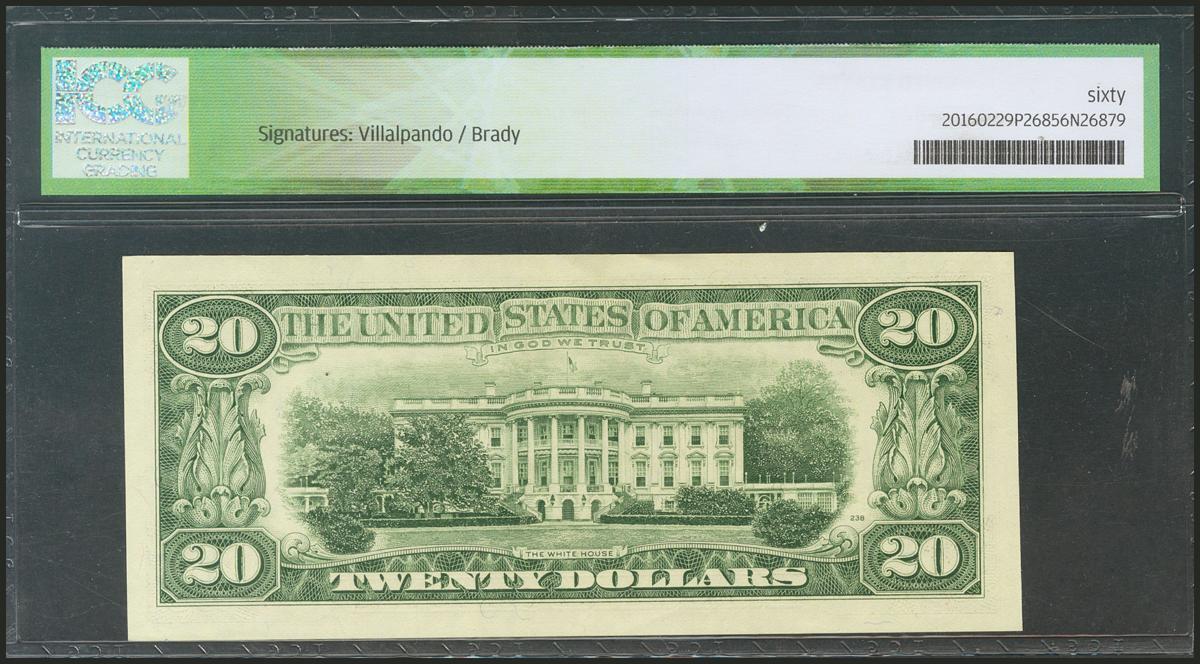 ICG
INTERNATIONAL
CURRENCY
GRADING
sixty
20160229P26856N26879
Signatures: Villalpando / Brady
20 THE UNITED STATES OF AMERICA 20
IN GOD WE TRUST
238
THE WHITE HOUSE
20 TWENTY DOLLARS 20